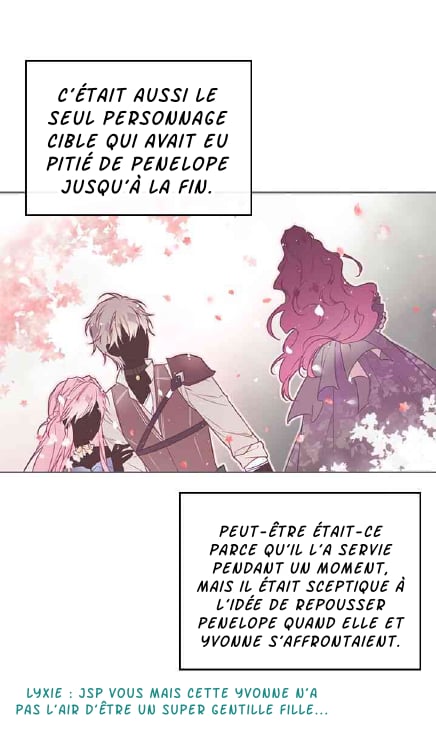 C'ÉTAIT AUSSI LE
SEUL PERSONNAGE
CIBLE QUI AVAIT EU
PITIÉ DE PENELOPE
JUSQU'À LA FIN.
PEUT-ÊTRE ÉTAIT-CE
PARCE QU'IL L'A SERVIE
PENDANT UN MOMENT,
MAIS IL ÉTAIT SCEPTIQUE À
L'IDÉE DE REPOUSSER
PENELOPE QUAND ELLE ET
YVONNE S'AFFRONTAIENT.
LYXIE : JSP VOUS MAIS CETTE YVONNE N'A
PAS L'AIR D'ÊTRE UN SUPER GENTILLE FILLE...